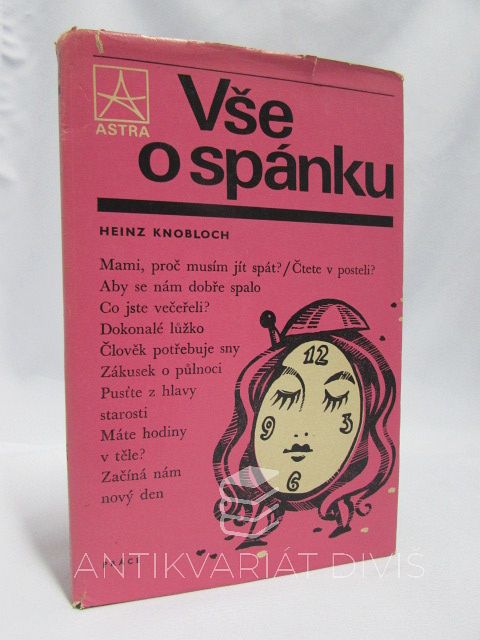 ASTRA
Vše
o spánku
HEINZ KNOBLOCH
Mami, proč musím jít spát?/Čtete v posteli?
Aby se nám dobře spalo
Co jste večeřeli?
Dokonalé lůžko
Člověk potřebuje sny
Zákusek o půlnoci
Pusťte z hlavy
starosti
Máte hodiny
v těle?
Začíná nám
nový den
12
9 3
6
PRÁCE
ANTIKVARIÁT DIVIŠ